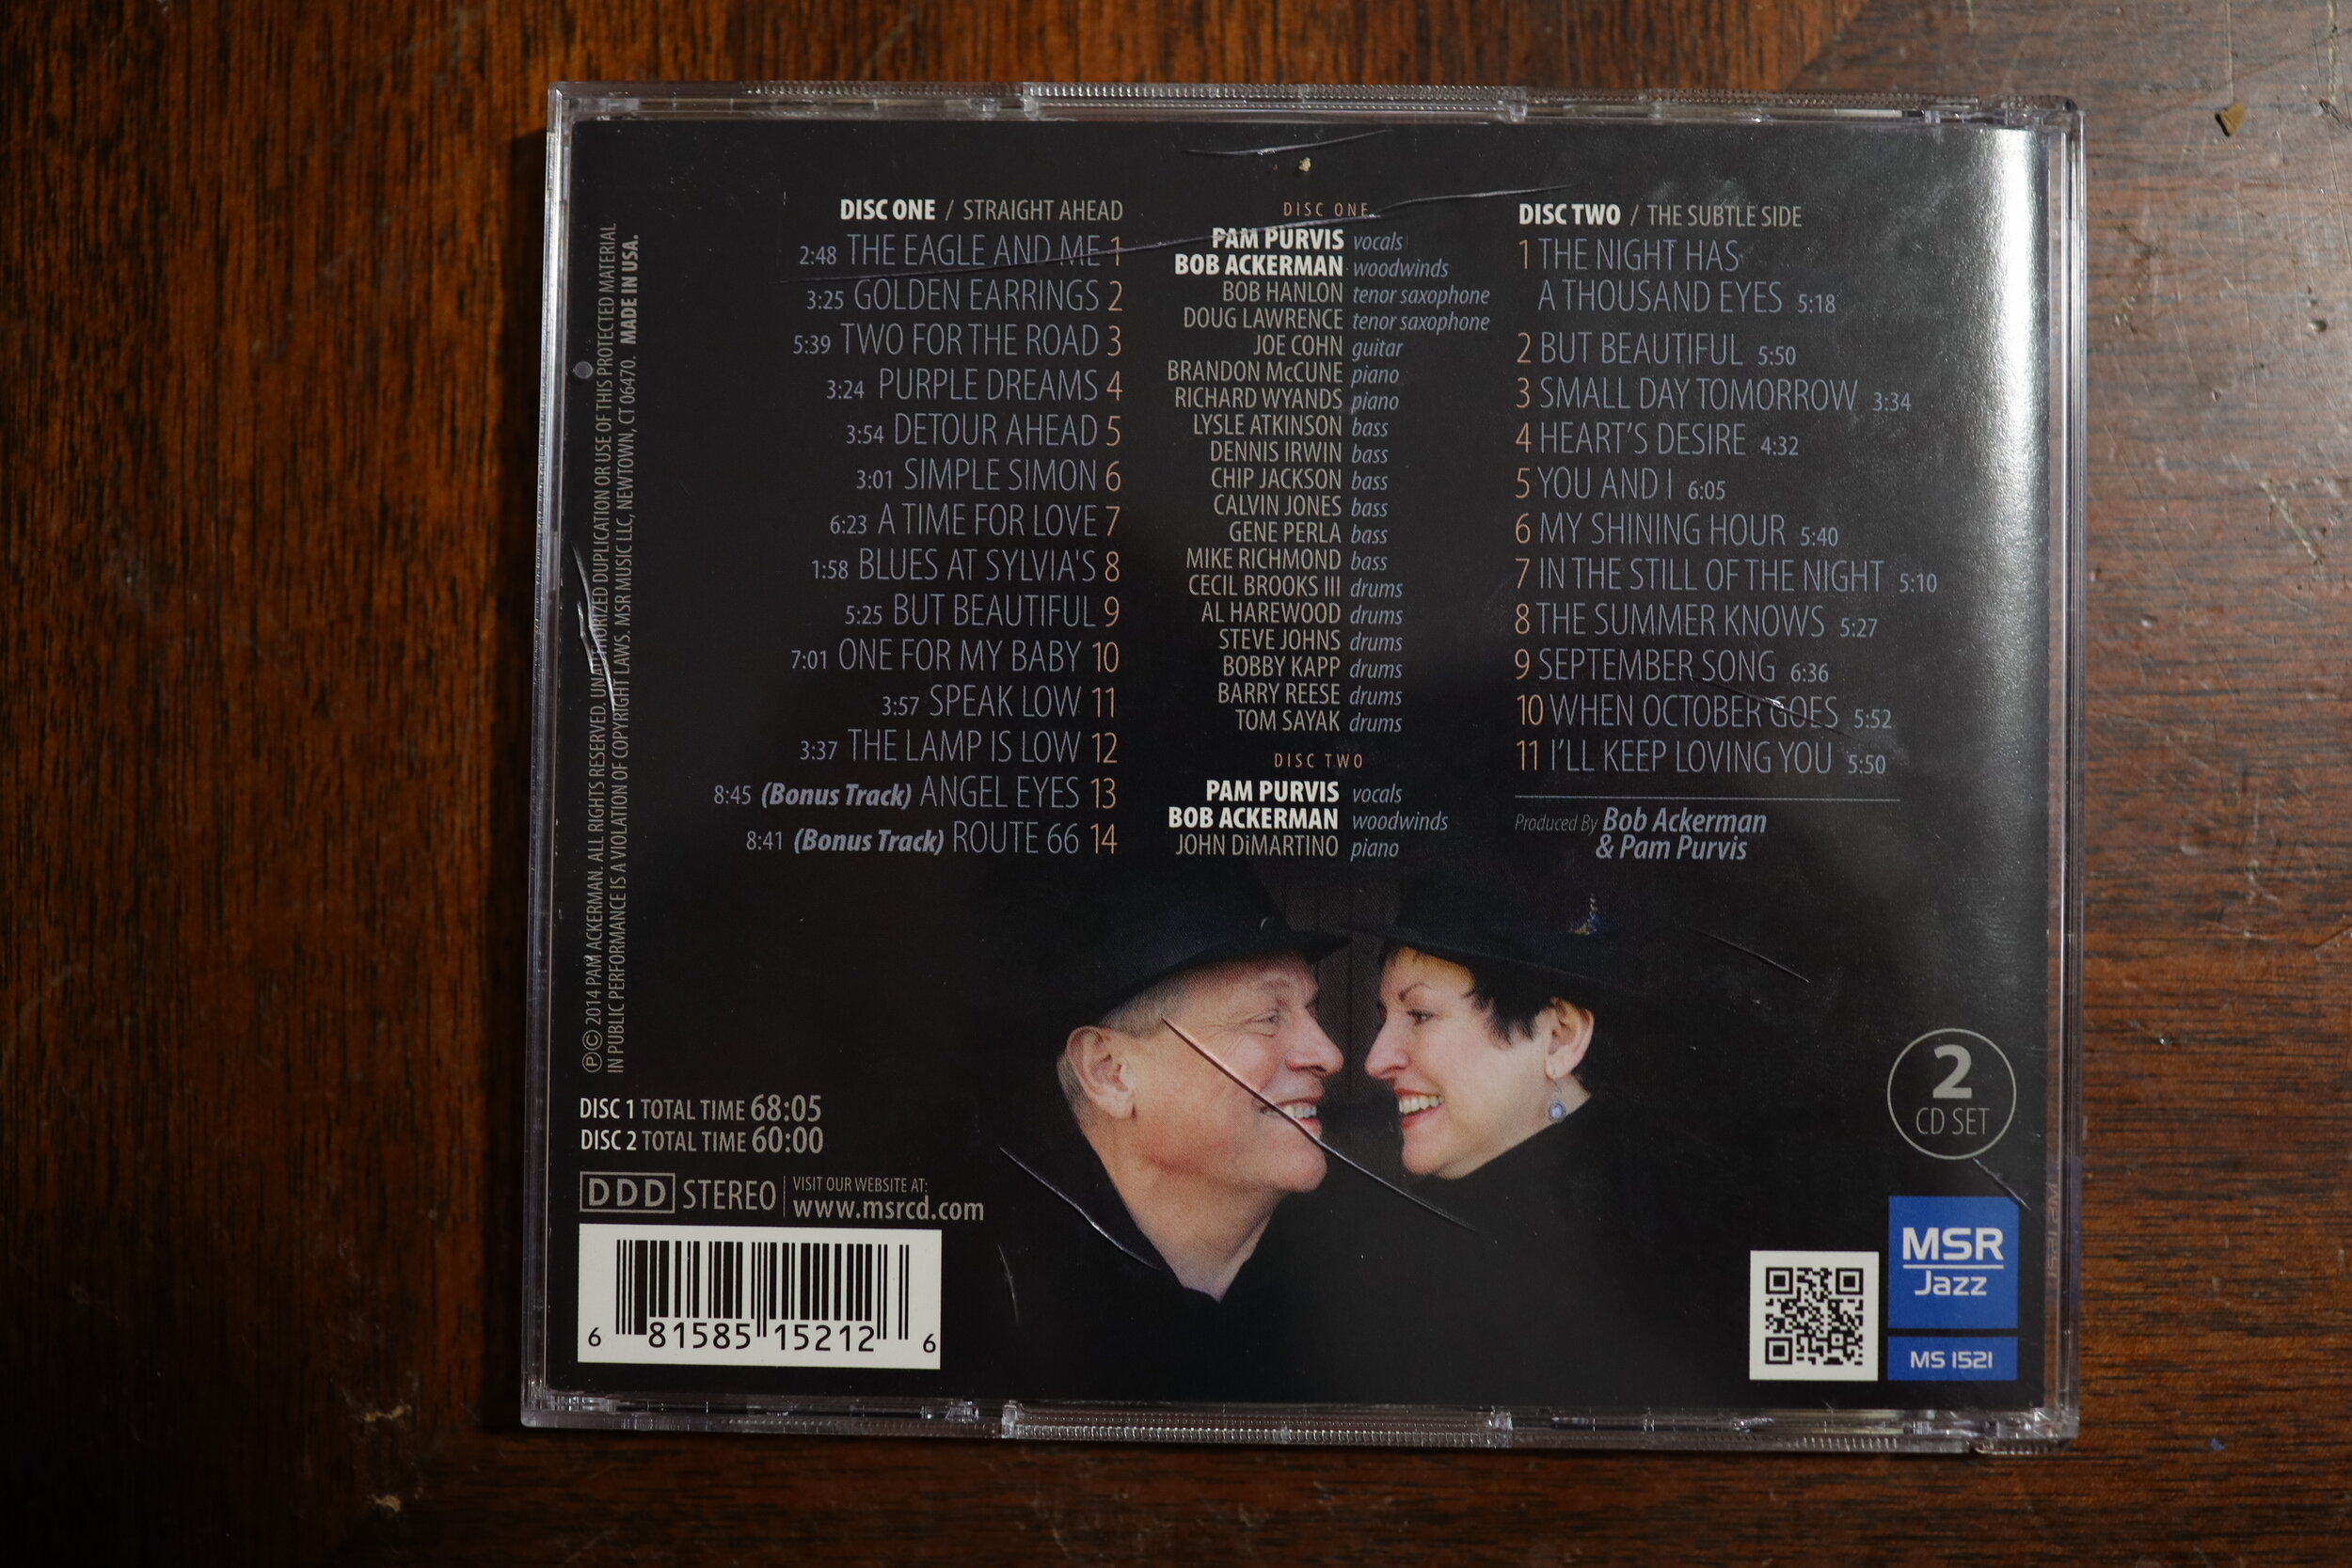 DISC ONE / STRAIGHT AHEAD
2:48 THE EAGLE AND ME 1
3:25 GOLDEN EARRINGS 2
5:39 TWO FOR THE ROAD 3
3:24 PURPLE DREAMS 4
3:54 DETOUR AHEAD 5
3:01 SIMPLE SIMON 6
6:23 A TIME FOR LOVE 7
1:58 BLUES AT SYLVIA'S 8
5:25 BUT BEAUTIFUL 9
7:01 ONE FOR MY BABY 10
3:57 SPEAK LOW 11
3:37 THE LAMP IS LOW 12
8:45 (Bonus Track) ANGEL EYES 13
8:41 (Bonus Track) ROUTE 66 14
DISC ONE
PAM PURVIS vocals
BOB ACKERMAN woodwinds
BOB HANLON tenor saxophone
DOUG LAWRENCE tenor saxophone
JOE COHN guitar
BRANDON McCUNE piano
RICHARD WYANDS piano
LYSLE ATKINSON bass
DENNIS IRWIN bass
CHIP JACKSON bass
CALVIN JONES bass
GENE PERLA bass
MIKE RICHMOND bass
CECIL BROOKS III drums
AL HAREWOOD drums
STEVE JOHNS drums
BOBBY KAPP drums
BARRY REESE drums
TOM SAYAK drums
DISC TWO
PAM PURVIS vocals
BOB ACKERMAN woodwinds
JOHN DiMARTINO piano
DISC TWO / THE SUBTLE SIDE
1 THE NIGHT HAS
A THOUSAND EYES 5:18
2 BUT BEAUTIFUL 5:50
3 SMALL DAY TOMORROW 3:34
4 HEART'S DESIRE 4:32
5 YOU AND I 6:05
6 MY SHINING HOUR 5:40
7 IN THE STILL OF THE NIGHT 5:10
8 THE SUMMER KNOWS 5:27
9 SEPTEMBER SONG 6:36
10 WHEN OCTOBER GOES 5:52
11 I'LL KEEP LOVING YOU 5:50
Produced By Bob Ackerman
& Pam Purvis
℗© 2014 PAM ACKERMAN. ALL RIGHTS RESERVED. UNAUTHORIZED DUPLICATION OR USE OF THIS PROTECTED MATERIAL
IN PUBLIC PERFORMANCE IS A VIOLATION OF COPYRIGHT LAWS. MSR MUSIC LLC, NEWTOWN, CT 06470. MADE IN USA.
DISC 1 TOTAL TIME 68:05
DISC 2 TOTAL TIME 60:00
DDD STEREO
VISIT OUR WEBSITE AT:
www.msrcd.com
6 81585 15212 6
2
CD SET
MSR
Jazz
MS 1521